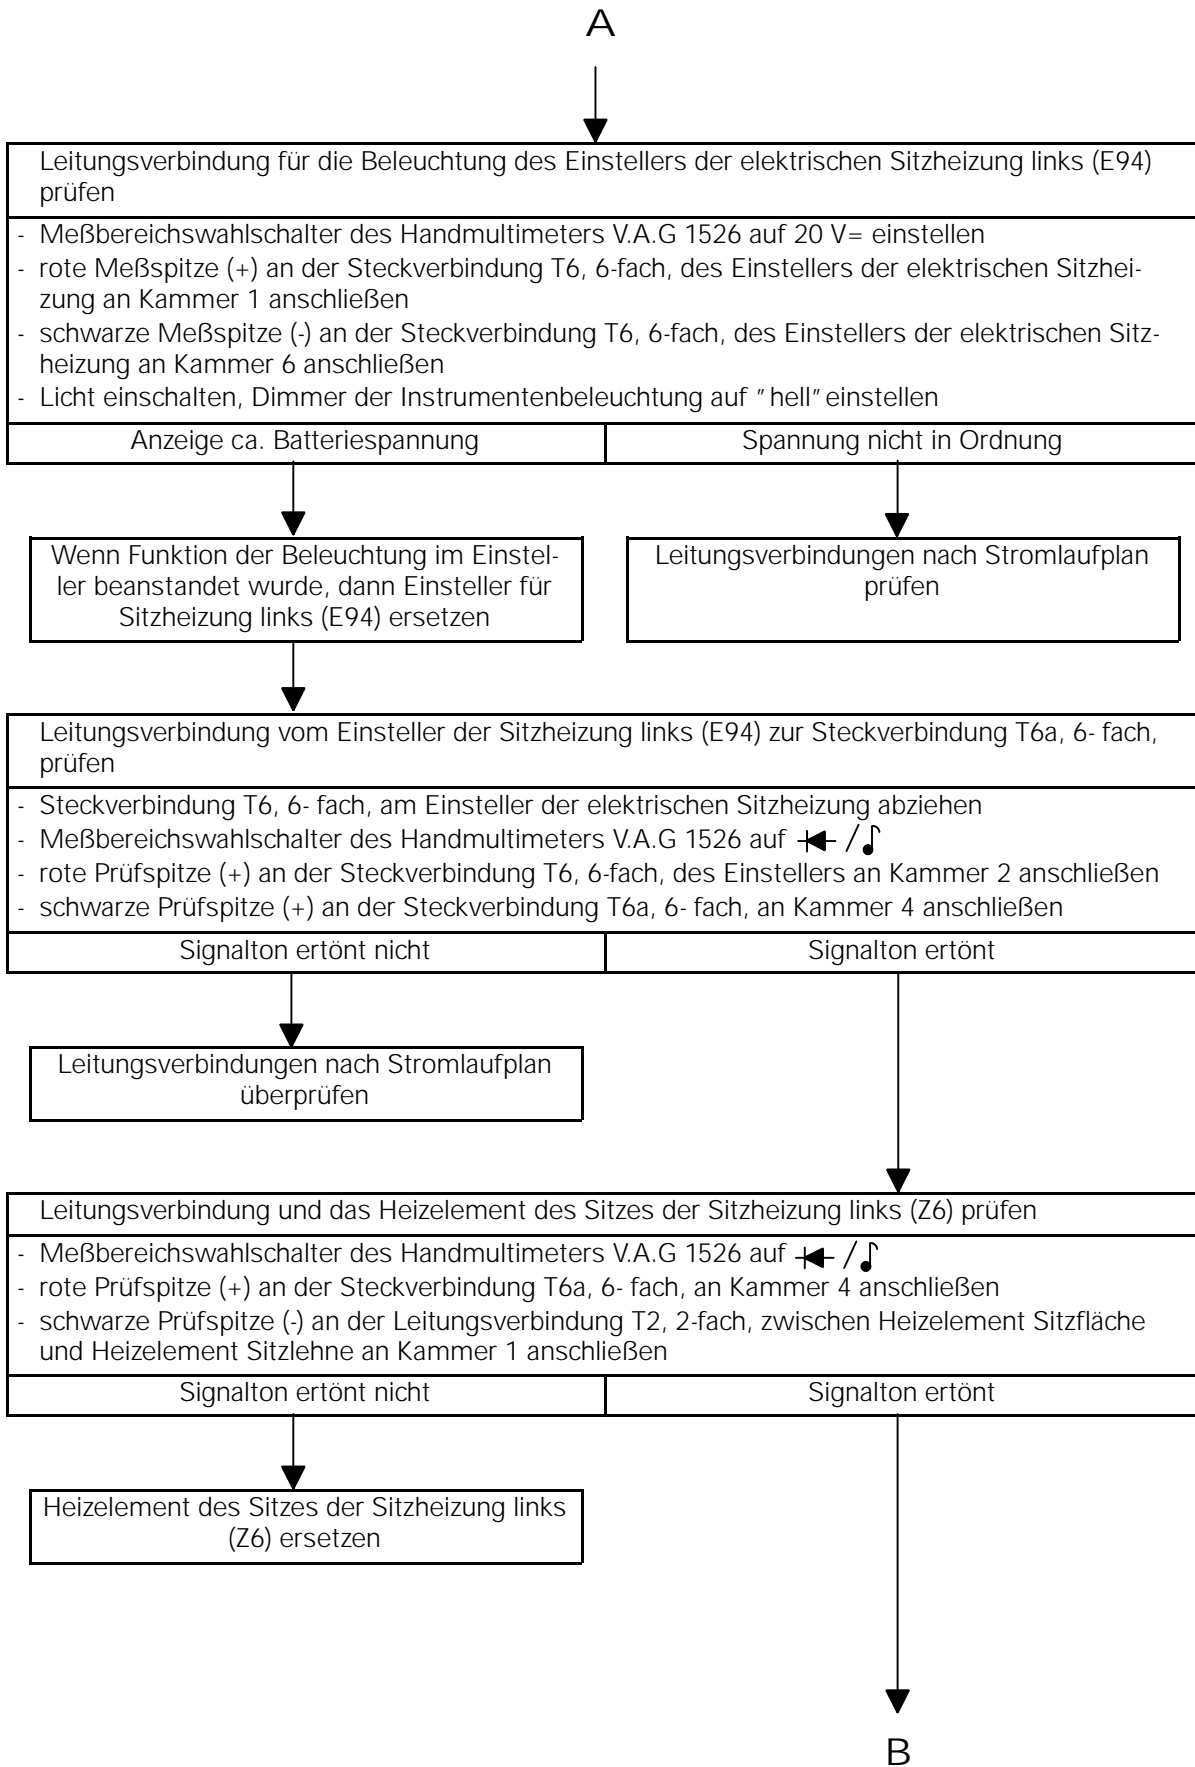 A
Leitungsverbindung für die Beleuchtung des Einstellers der elektrischen Sitzheizung links (E94)
prüfen
- Meßbereichswahlschalter des Handmultimeters V.A.G 1526 auf 20 V= einstellen
- rote Meßspitze (+) an der Steckverbindung T6, 6-fach, des Einstellers der elektrischen Sitzhei-
zung an Kammer 1 anschließen
- schwarze Meßspitze (-) an der Steckverbindung T6, 6-fach, des Einstellers der elektrischen Sitz-
heizung an Kammer 6 anschließen
- Licht einschalten, Dimmer der Instrumentenbeleuchtung auf "hell" einstellen
Anzeige ca. Batteriespannung
Spannung nicht in Ordnung
Wenn Funktion der Beleuchtung im Einstel-
ler beanstandet wurde, dann Einsteller für
Sitzheizung links (E94) ersetzen
Leitungsverbindungen nach Stromlaufplan
prüfen
Leitungsverbindung vom Einsteller der Sitzheizung links (E94) zur Steckverbindung T6a, 6- fach,
prüfen
- Steckverbindung T6, 6- fach, am Einsteller der elektrischen Sitzheizung abziehen
- Meßbereichswahlschalter des Handmultimeters V.A.G 1526 auf /
- rote Prüfspitze (+) an der Steckverbindung T6, 6-fach, des Einstellers an Kammer 2 anschließen
- schwarze Prüfspitze (+) an der Steckverbindung T6a, 6- fach, an Kammer 4 anschließen
Signalton ertönt nicht
Signalton ertönt
Leitungsverbindungen nach Stromlaufplan
überprüfen
Leitungsverbindung und das Heizelement des Sitzes der Sitzheizung links (Z6) prüfen
- Meßbereichswahlschalter des Handmultimeters V.A.G 1526 auf /
- rote Prüfspitze (+) an der Steckverbindung T6a, 6- fach, an Kammer 4 anschließen
- schwarze Prüfspitze (-) an der Leitungsverbindung T2, 2-fach, zwischen Heizelement Sitzfläche
und Heizelement Sitzlehne an Kammer 1 anschließen
Signalton ertönt nicht
Signalton ertönt
Heizelement des Sitzes der Sitzheizung links
(Z6) ersetzen
B